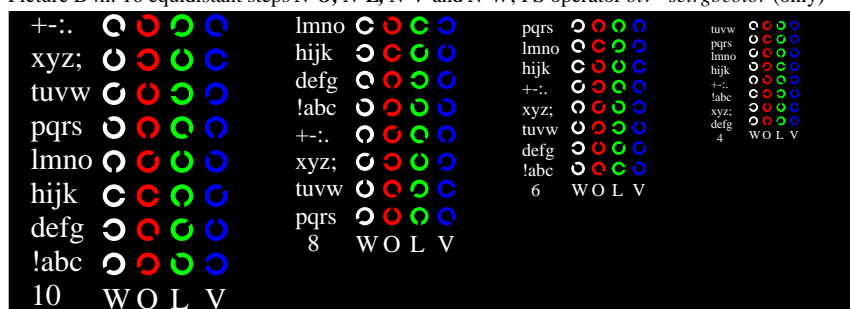 +-:.
xyz;
tuvw
pqrs
lmno
hijk
defg
!abc
10 W O L V
lmno
hijk
defg
!abc
+-:.
xyz;
tuvw
pqrs
8 W O L V
pqrs
lmno
hijk
+-:.
xyz;
tuvw
defg
!abc
6 W O L V
tuvw
pqrs
lmno
hijk
+-:.
!abc
xyz;
defg
4 W O L V